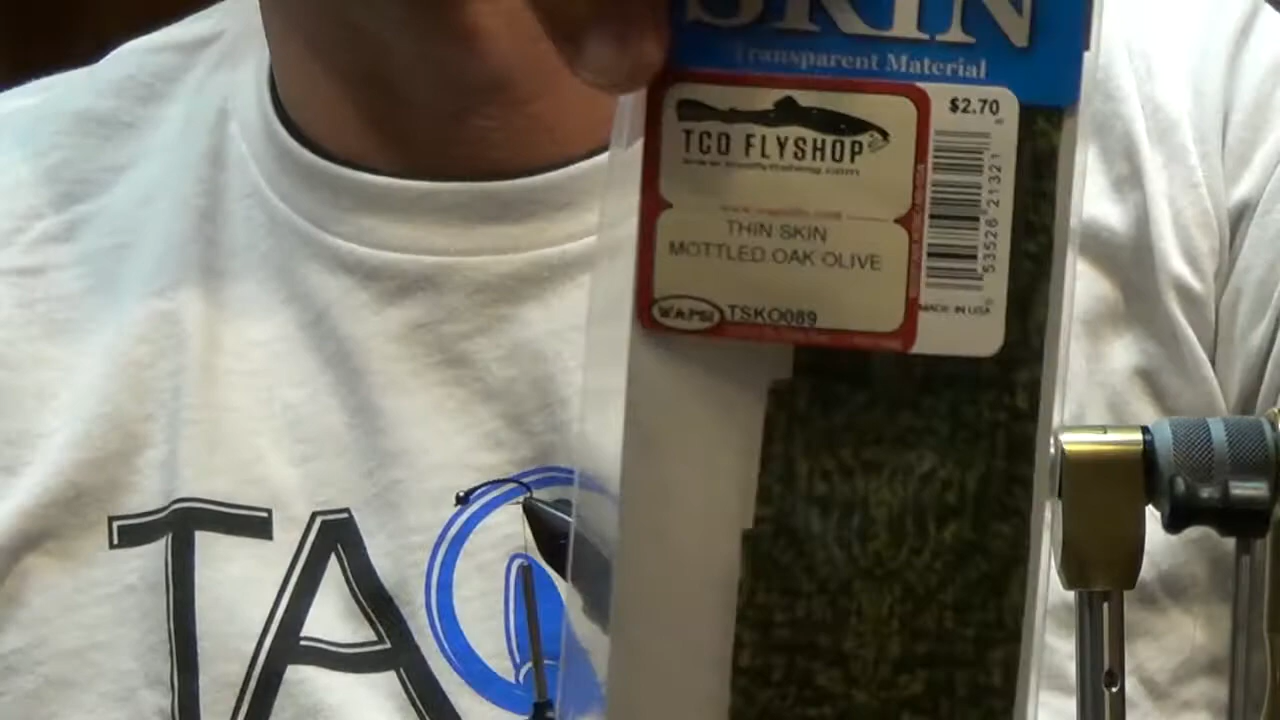 SKIN
Transparent Material
$2.70
TCO FLYSHOP
THIN SKIN
MOTTLED OAK OLIVE
WAPSI TSKO089
53526 21321
MADE IN USA
TAC